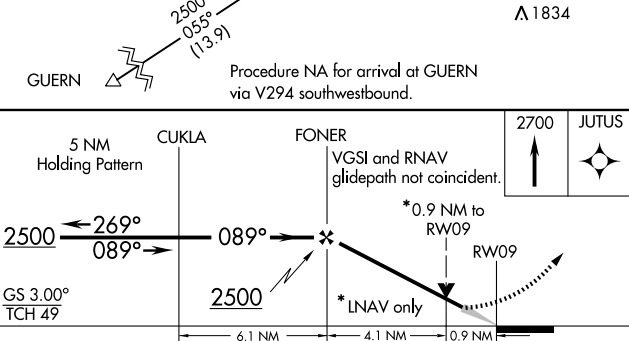 2500
055°
(13.9)
1834
GUERN
Procedure NA for arrival at GUERN
via V294 southwestbound.
2700
JUTUS
5 NM
Holding Pattern
CUKLA
FONER
VGSI and RNAV
glidepath not coincident.
*0.9 NM to
RW09
RW09
2500
269°
089°
089°
2500
*LNAV only
GS 3.00°
TCH 49
6.1 NM
4.1 NM
0.9 NM